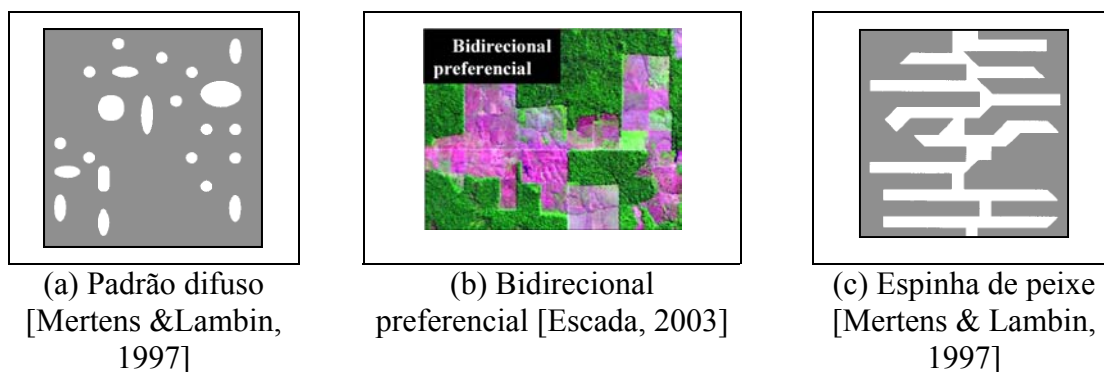 Bidirecional
preferencial
(a) Padrão difuso
[Mertens &Lambin,
1997]
(b) Bidirecional
preferencial [Escada, 2003]
(c) Espinha de peixe
[Mertens & Lambin,
1997]